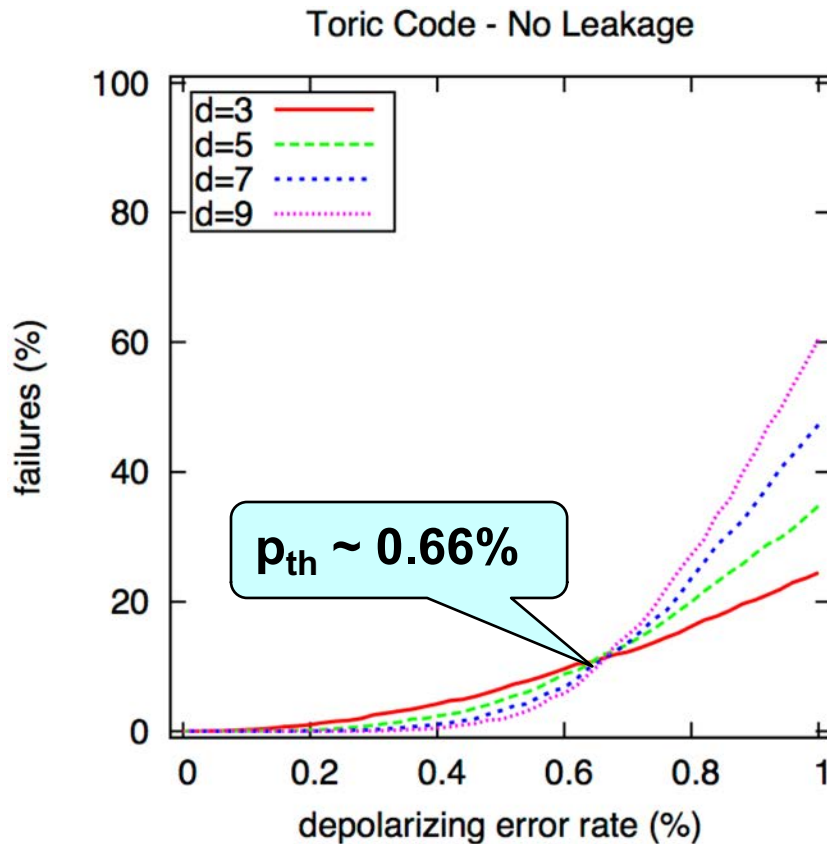 Toric Code - No Leakage
100
80
60
40
20
0
failures (%)
d=3
d=5
d=7
d=9
pth ~ 0.66%
0 0.2 0.4 0.6 0.8 1
depolarizing error rate (%)